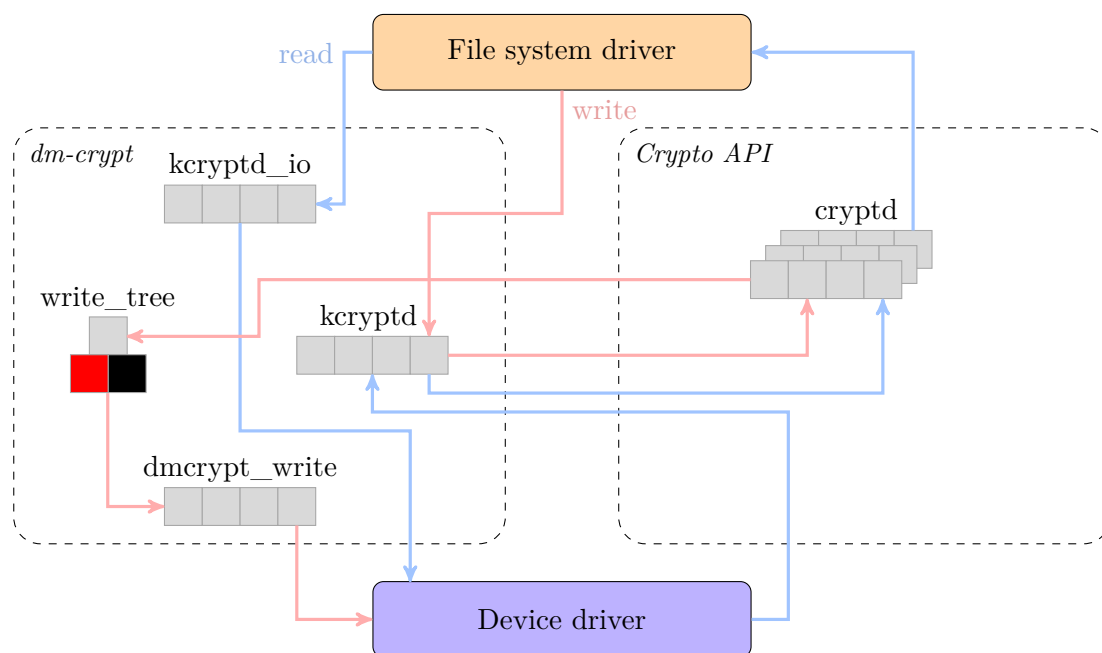 File system driver
read
write
dm-crypt
Crypto API
kcryptd_io
cryptd
write_tree
kcryptd
dmcrypt_write
Device driver